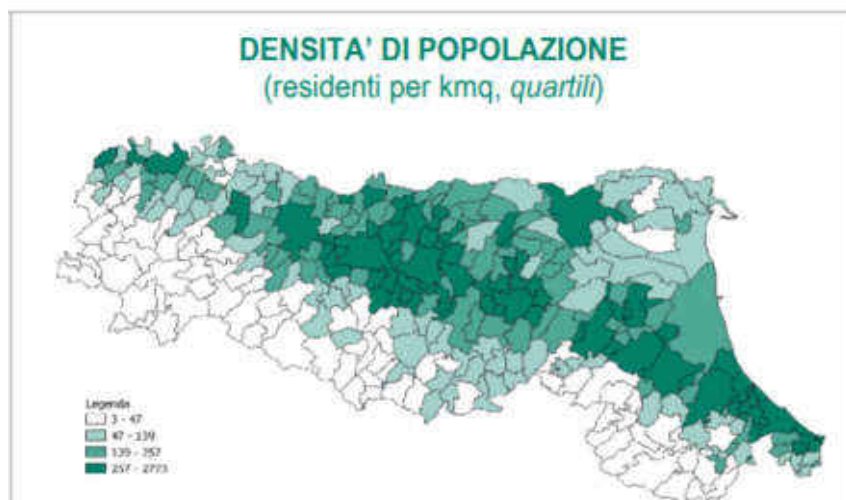 DENSITA' DI POPOLAZIONE
(residenti per kmq, quartili)
Legenda
3 - 47
47 - 139
139 - 257
257 - 2773